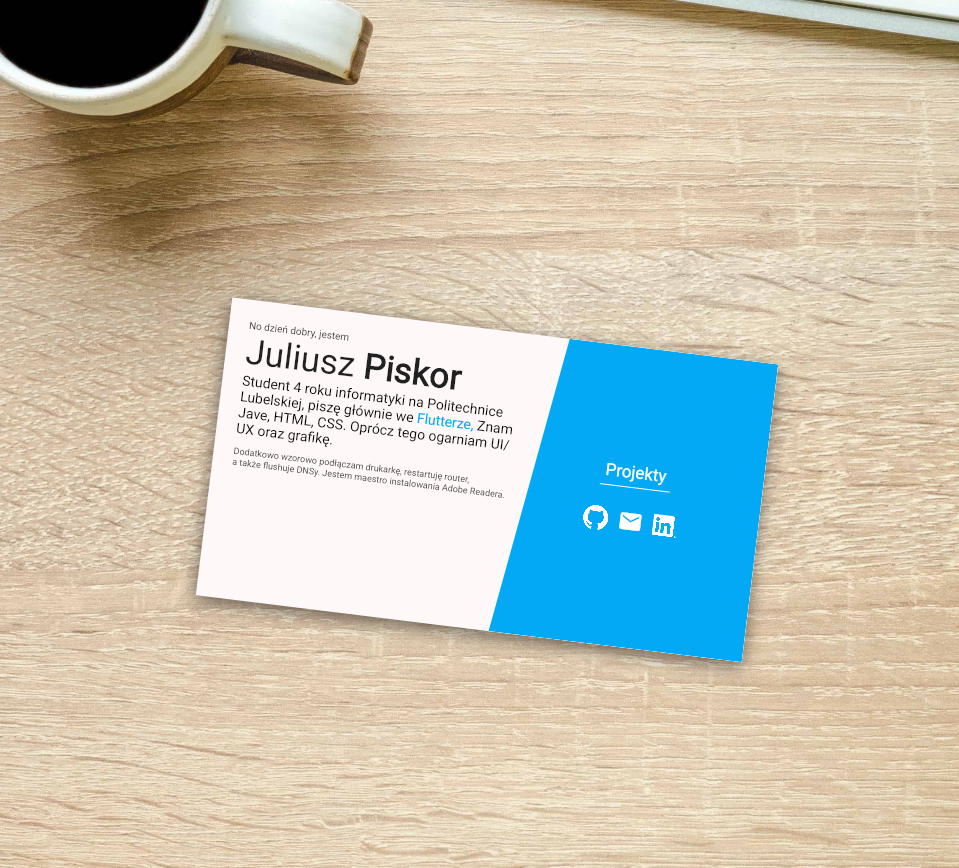 No dzień dobry, jestem
Juliusz Piskor
Student 4 roku informatyki na Politechnice
Lubelskiej, piszę głównie we Flutterze, Znam
Jave, HTML, CSS. Oprócz tego ogarniam UI/
UX oraz grafikę.
Dodatkowo wzorowo podłączam drukarkę, restartuję router,
a także flushuje DNSy. Jestem maestro instalowania Adobe Readera.
Projekty
in